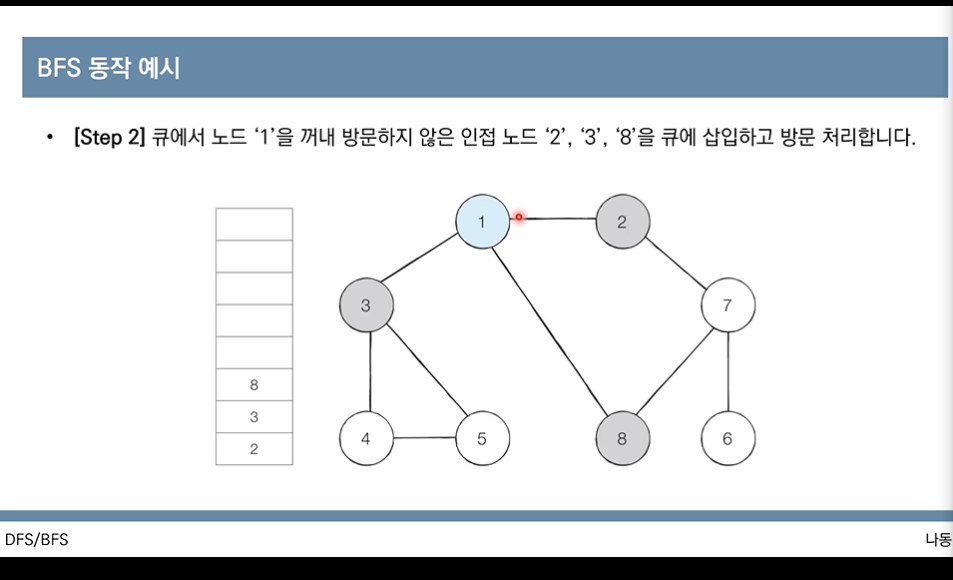 BFS 동작 예시
• [Step 2] 큐에서 노드 ‘1’을 꺼내 방문하지 않은 인접 노드 ‘2’, ‘3’, ‘8’을 큐에 삽입하고 방문 처리합니다.
1
2
3
7
8
3
2
4
5
8
6
DFS/BFS
나동